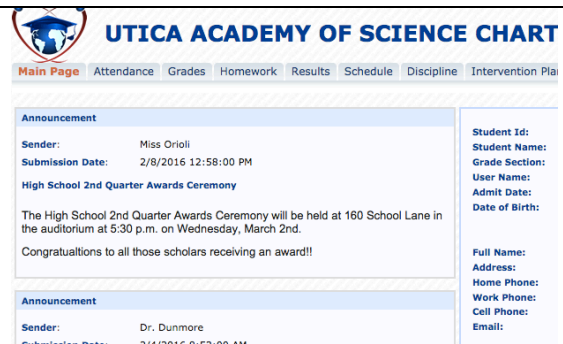 UTICA ACADEMY OF SCIENCE CHART
Main Page Attendance Grades Homework Results Schedule Discipline Intervention Pla
Announcement
Sender: Miss Orioli
Submission Date: 2/8/2016 12:58:00 PM
High School 2nd Quarter Awards Ceremony
The High School 2nd Quarter Awards Ceremony will be held at 160 School Lane in
the auditorium at 5:30 p.m. on Wednesday, March 2nd.
Congratualtions to all those scholars receiving an award!!
Announcement
Sender: Dr. Dunmore
Submission Date:
Student Id:
Student Name:
Grade Section:
User Name:
Admit Date:
Date of Birth:
Full Name:
Address:
Home Phone:
Work Phone:
Cell Phone:
Email: